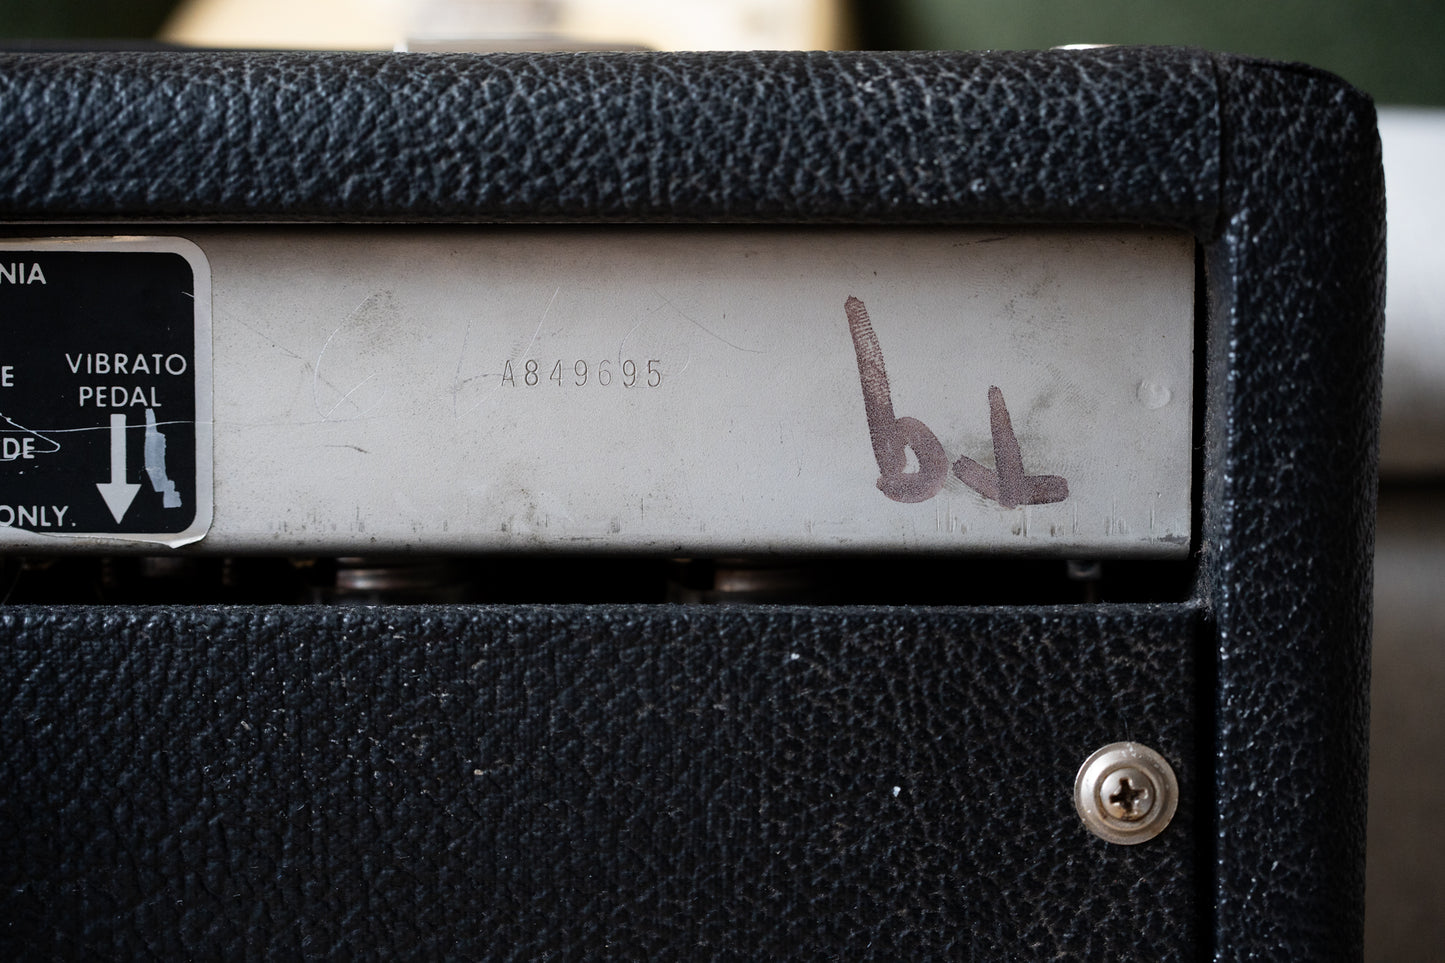 NIA
VIBRATO
PEDAL
E
DE
ONLY.
A849695